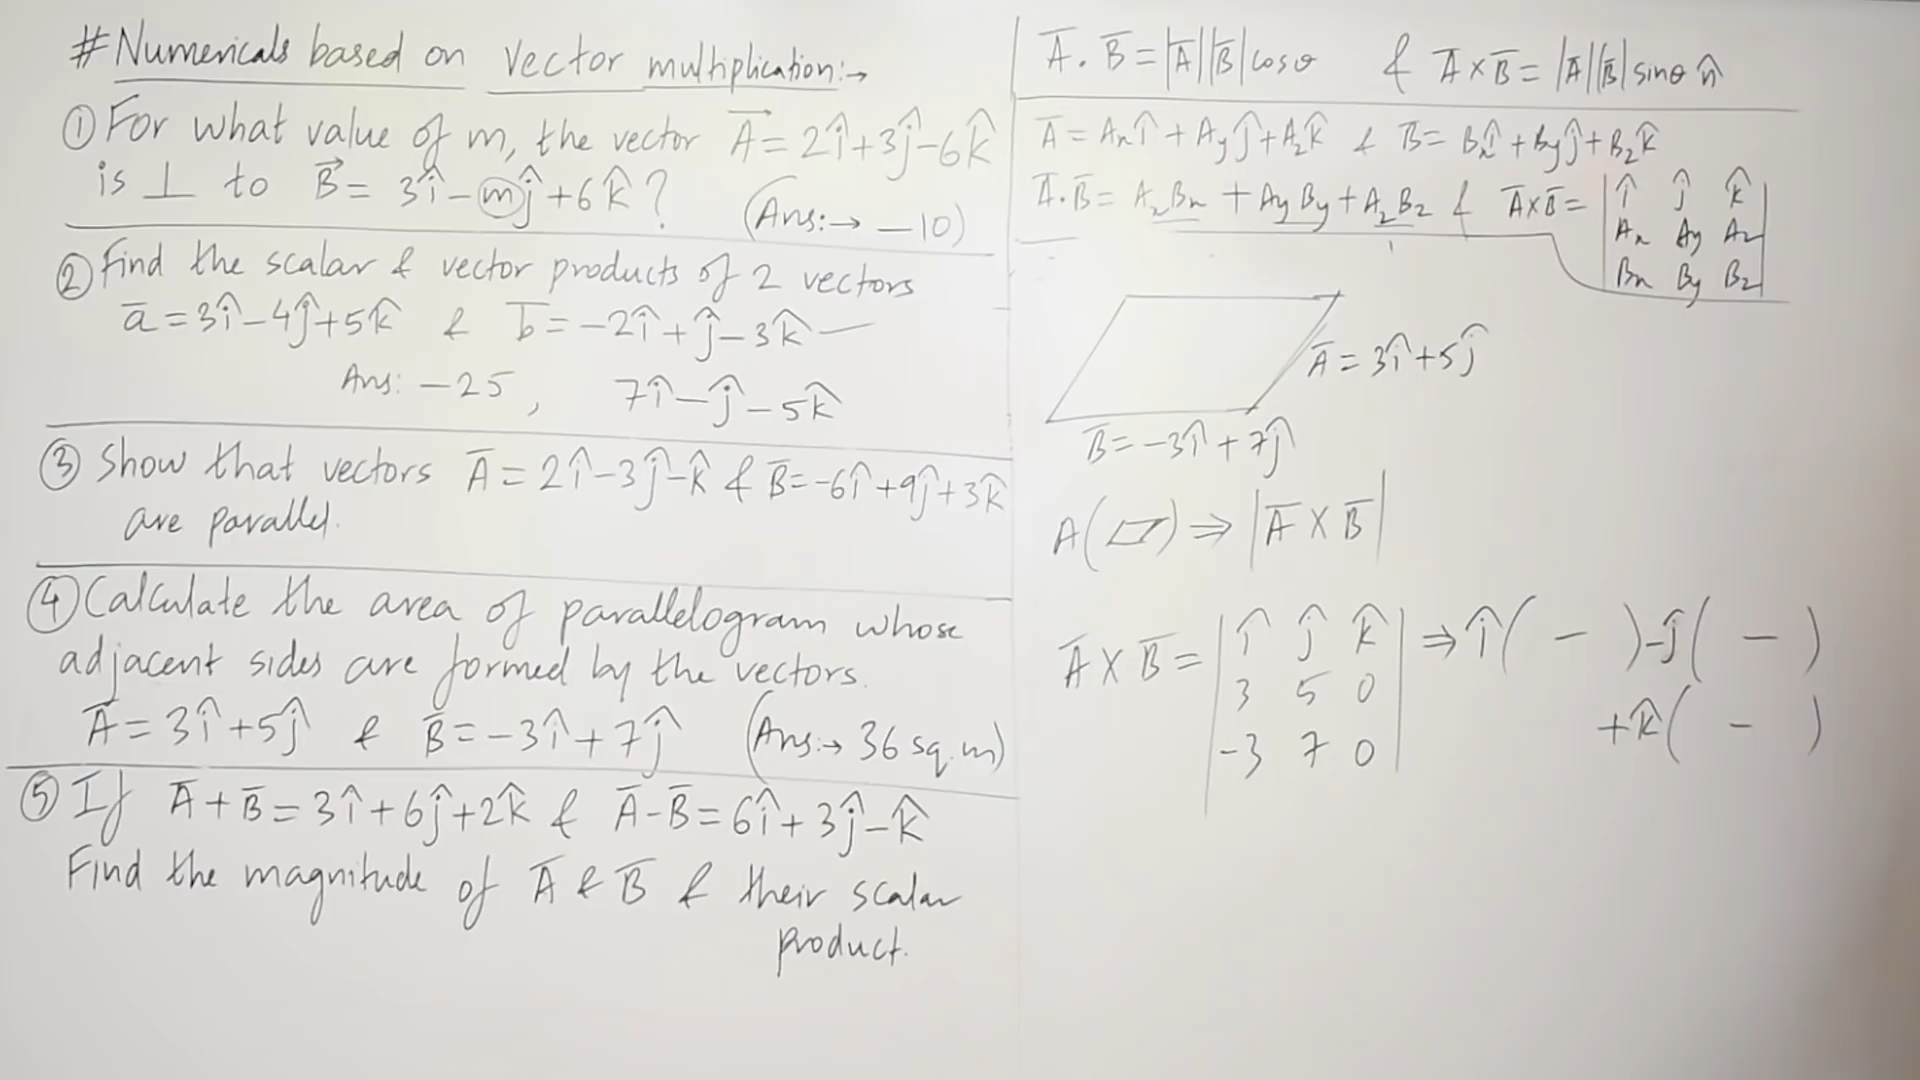 #Numericals based on vector multiplication:→
① For what value of m, the vector A⃗ = 2î+3ĵ-6k̂
is ⊥ to B⃗ = 3î-mĵ+6k̂ ?
(Ans:→ -10)
② Find the scalar & vector products of 2 vectors
a̅ = 3î-4ĵ+5k̂ & b̅ = -2î+ĵ-3k̂
Ans: -25, 7î-ĵ-5k̂
③ Show that vectors A̅ = 2î-3ĵ-k̂ & B̅ = -6î+9ĵ+3k̂
are parallel.
④ Calculate the area of parallelogram whose
adjacent sides are formed by the vectors.
A̅ = 3î+5ĵ & B̅ = -3î+7ĵ (Ans:→ 36 sq.m)
⑤ If A̅+B̅ = 3î+6ĵ+2k̂ & A̅-B̅ = 6î+3ĵ-k̂
Find the magnitude of A̅ & B̅ & their scalar
product.
A̅.B̅ = |A̅||B̅|cosθ & A̅×B̅ = |A̅||B̅|sinθ n̂
A̅ = Axî+Ayĵ+Azk̂ & B̅ = Bxî+Byĵ+Bzk̂
A̅.B̅ = AxBx + AyBy + AzBz & A̅×B̅ = | î ĵ k̂ |
Ax Ay Az
Bx By Bz
A̅ = 3î+5ĵ
B̅ = -3î+7ĵ
A(▱) ⇒ |A̅ × B̅|
A̅ × B̅ = | î ĵ k̂ | ⇒ î( - )-ĵ( - )
3 5 0
+k̂( - )
-3 7 0